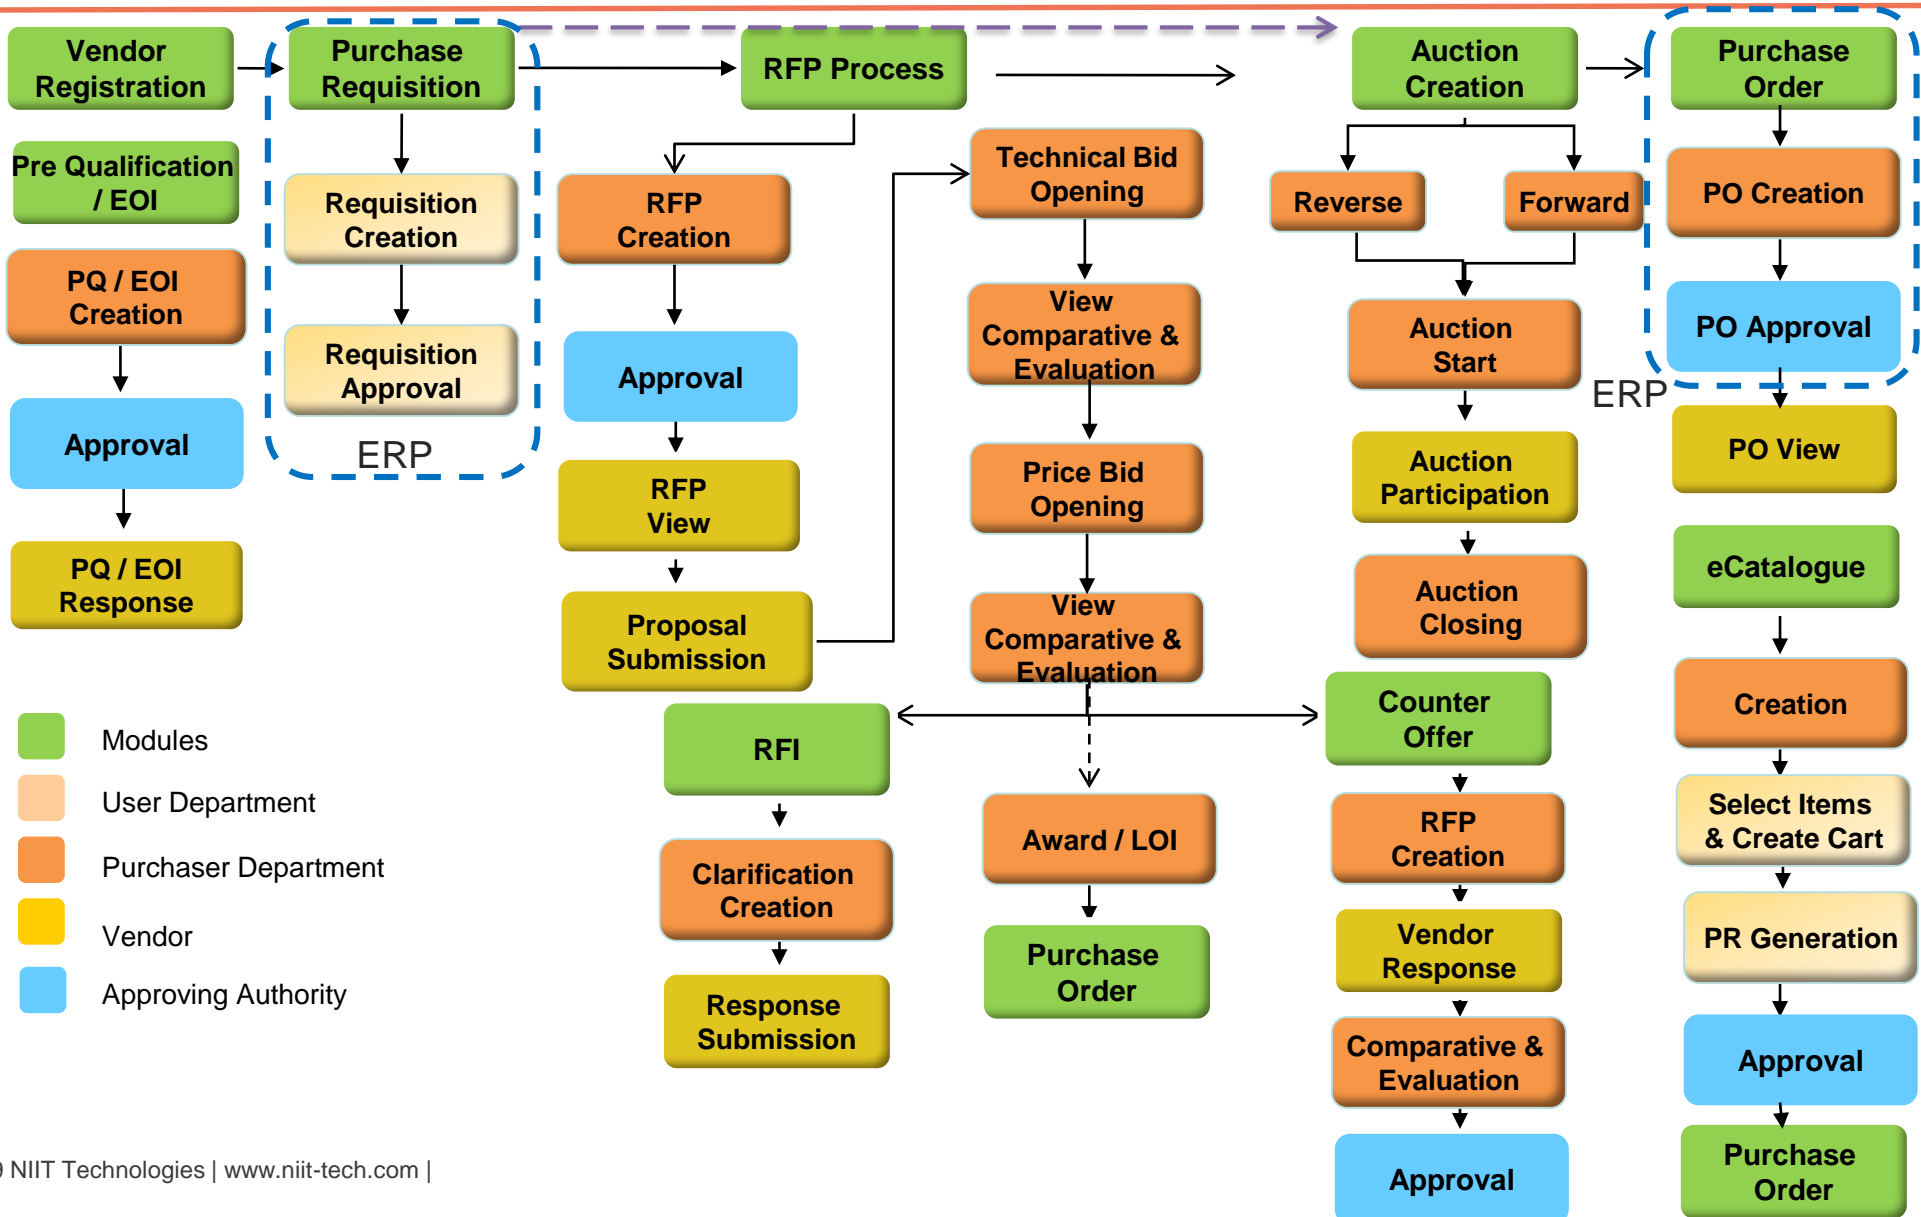 Vendor
Registration
Pre Qualification
/ EOI
PQ / EOI
Creation
Approval
PQ / EOI
Response
Purchase
Requisition
Requisition
Creation
Requisition
Approval
ERP
RFP Process
RFP
Creation
Approval
RFP
View
Proposal
Submission
Technical Bid
Opening
View
Comparative &
Evaluation
Price Bid
Opening
View
Comparative &
Evaluation
RFI
Clarification
Creation
Response
Submission
Award / LOI
Purchase
Order
Auction
Creation
Reverse
Forward
Auction
Start
Auction
Participation
Auction
Closing
Counter
Offer
RFP
Creation
Vendor
Response
Comparative &
Evaluation
Approval
Purchase
Order
PO Creation
PO Approval
ERP
PO View
eCatalogue
Creation
Select Items
& Create Cart
PR Generation
Approval
Purchase
Order
Modules
User Department
Purchaser Department
Vendor
Approving Authority
NIIT Technologies | www.niit-tech.com |